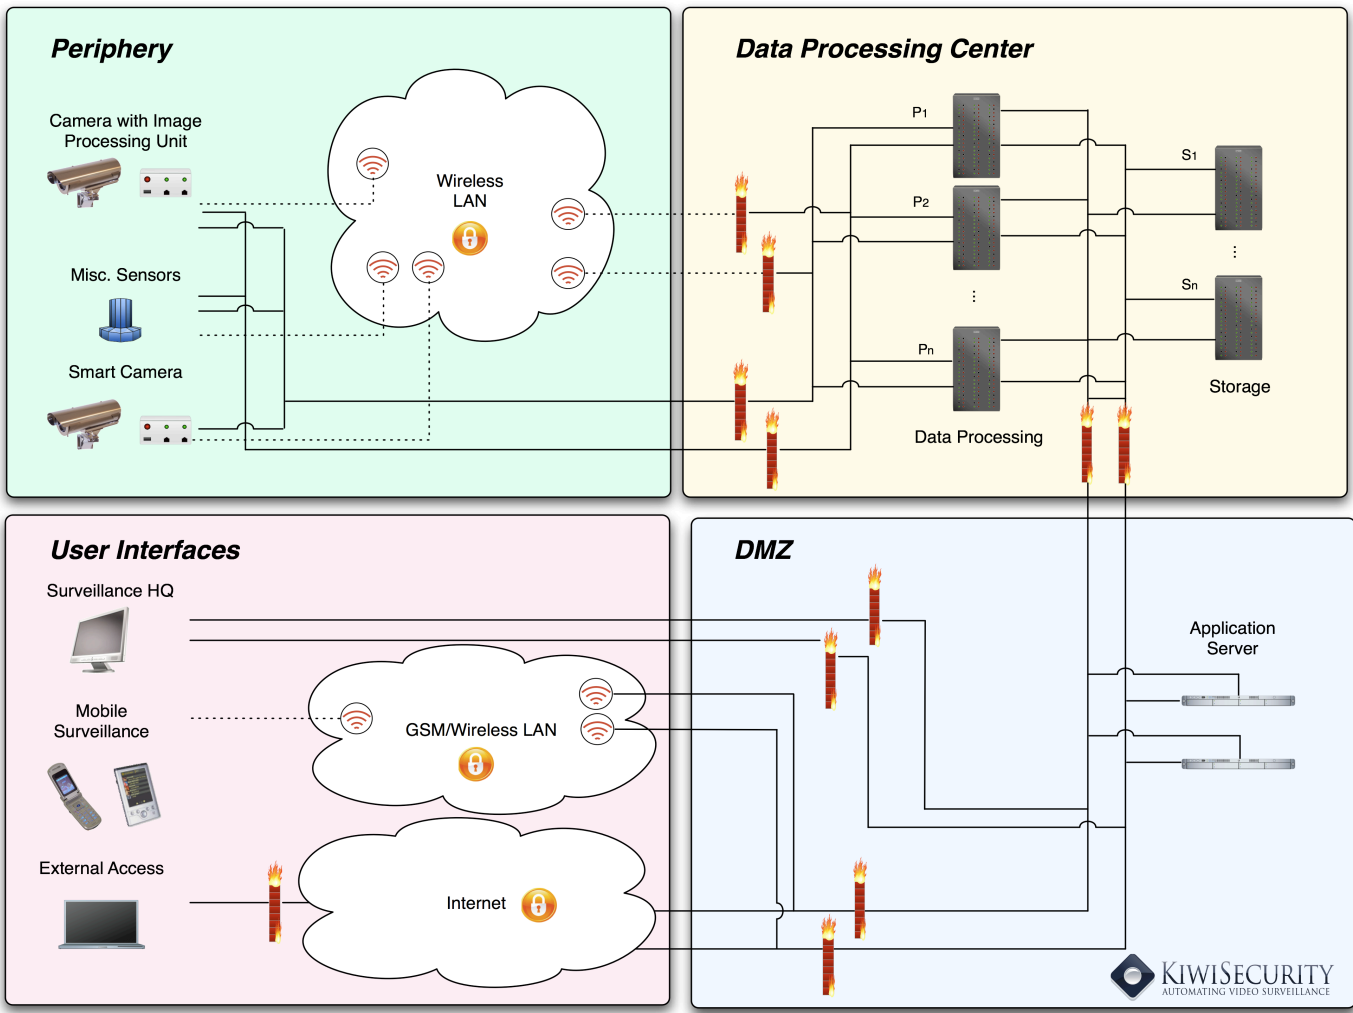 Periphery
Camera with Image
Processing Unit
Misc. Sensors
Smart Camera
Wireless
LAN
Data Processing Center
P1
P2
⋮
Pn
Data Processing
S1
⋮
Sn
Storage
User Interfaces
Surveillance HQ
Mobile
Surveillance
External Access
GSM/Wireless LAN
Internet
DMZ
Application
Server
KIWISECURITY
AUTOMATING VIDEO SURVEILLANCE